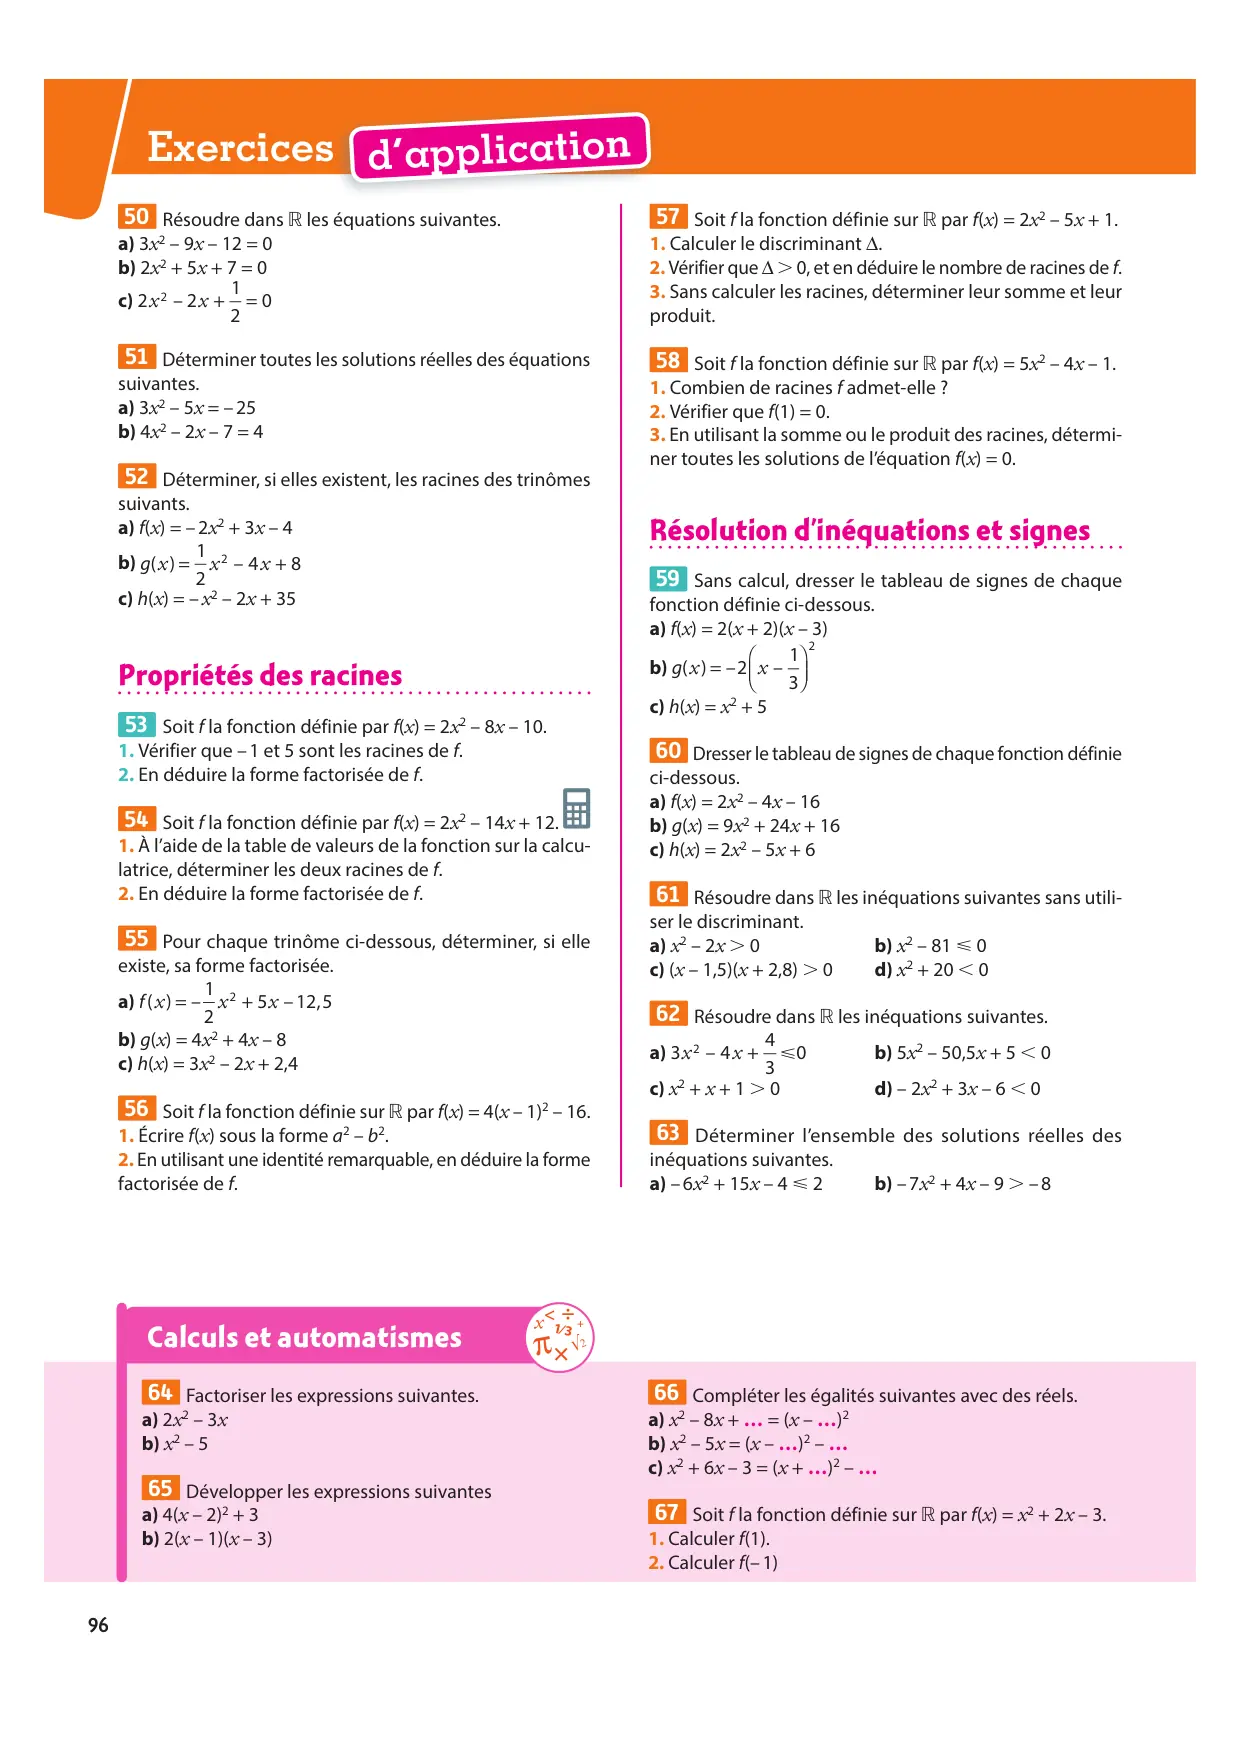 Exercices d'application
50 Résoudre dans ℝ les équations suivantes.
a) 3x² – 9x – 12 = 0
b) 2x² + 5x + 7 = 0
c) 2x² – 2x + 1/2 = 0
51 Déterminer toutes les solutions réelles des équations
suivantes.
a) 3x² – 5x = – 25
b) 4x² – 2x – 7 = 4
52 Déterminer, si elles existent, les racines des trinômes
suivants.
a) f(x) = – 2x² + 3x – 4
b) g(x) = 1/2 x² – 4x + 8
c) h(x) = – x² – 2x + 35
Propriétés des racines
53 Soit f la fonction définie par f(x) = 2x² – 8x – 10.
1. Vérifier que – 1 et 5 sont les racines de f.
2. En déduire la forme factorisée de f.
54 Soit f la fonction définie par f(x) = 2x² – 14x + 12.
1. À l'aide de la table de valeurs de la fonction sur la calcu-
latrice, déterminer les deux racines de f.
2. En déduire la forme factorisée de f.
55 Pour chaque trinôme ci-dessous, déterminer, si elle
existe, sa forme factorisée.
a) f(x) = –1/2 x² + 5x – 12,5
b) g(x) = 4x² + 4x – 8
c) h(x) = 3x² – 2x + 2,4
56 Soit f la fonction définie sur ℝ par f(x) = 4(x – 1)² – 16.
1. Écrire f(x) sous la forme a² – b².
2. En utilisant une identité remarquable, en déduire la forme
factorisée de f.
57 Soit f la fonction définie sur ℝ par f(x) = 2x² – 5x + 1.
1. Calculer le discriminant Δ.
2. Vérifier que Δ > 0, et en déduire le nombre de racines de f.
3. Sans calculer les racines, déterminer leur somme et leur
produit.
58 Soit f la fonction définie sur ℝ par f(x) = 5x² – 4x – 1.
1. Combien de racines f admet-elle ?
2. Vérifier que f(1) = 0.
3. En utilisant la somme ou le produit des racines, détermi-
ner toutes les solutions de l'équation f(x) = 0.
Résolution d'inéquations et signes
59 Sans calcul, dresser le tableau de signes de chaque
fonction définie ci-dessous.
a) f(x) = 2(x + 2)(x – 3)
b) g(x) = –2(x – 1/3)²
c) h(x) = x² + 5
60 Dresser le tableau de signes de chaque fonction définie
ci-dessous.
a) f(x) = 2x² – 4x – 16
b) g(x) = 9x² + 24x + 16
c) h(x) = 2x² – 5x + 6
61 Résoudre dans ℝ les inéquations suivantes sans utili-
ser le discriminant.
a) x² – 2x > 0 b) x² – 81 ⩽ 0
c) (x – 1,5)(x + 2,8) > 0 d) x² + 20 < 0
62 Résoudre dans ℝ les inéquations suivantes.
a) 3x² – 4x + 4/3 ⩽0 b) 5x² – 50,5x + 5 < 0
c) x² + x + 1 > 0 d) – 2x² + 3x – 6 < 0
63 Déterminer l'ensemble des solutions réelles des
inéquations suivantes.
a) – 6x² + 15x – 4 ⩽ 2 b) – 7x² + 4x – 9 > – 8
Calculs et automatismes
x < ÷ 1/3 + π × √2
64 Factoriser les expressions suivantes.
a) 2x² – 3x
b) x² – 5
65 Développer les expressions suivantes
a) 4(x – 2)² + 3
b) 2(x – 1)(x – 3)
66 Compléter les égalités suivantes avec des réels.
a) x² – 8x + … = (x – …)²
b) x² – 5x = (x – …)² – …
c) x² + 6x – 3 = (x + …)² – …
67 Soit f la fonction définie sur ℝ par f(x) = x² + 2x – 3.
1. Calculer f(1).
2. Calculer f(– 1)
96